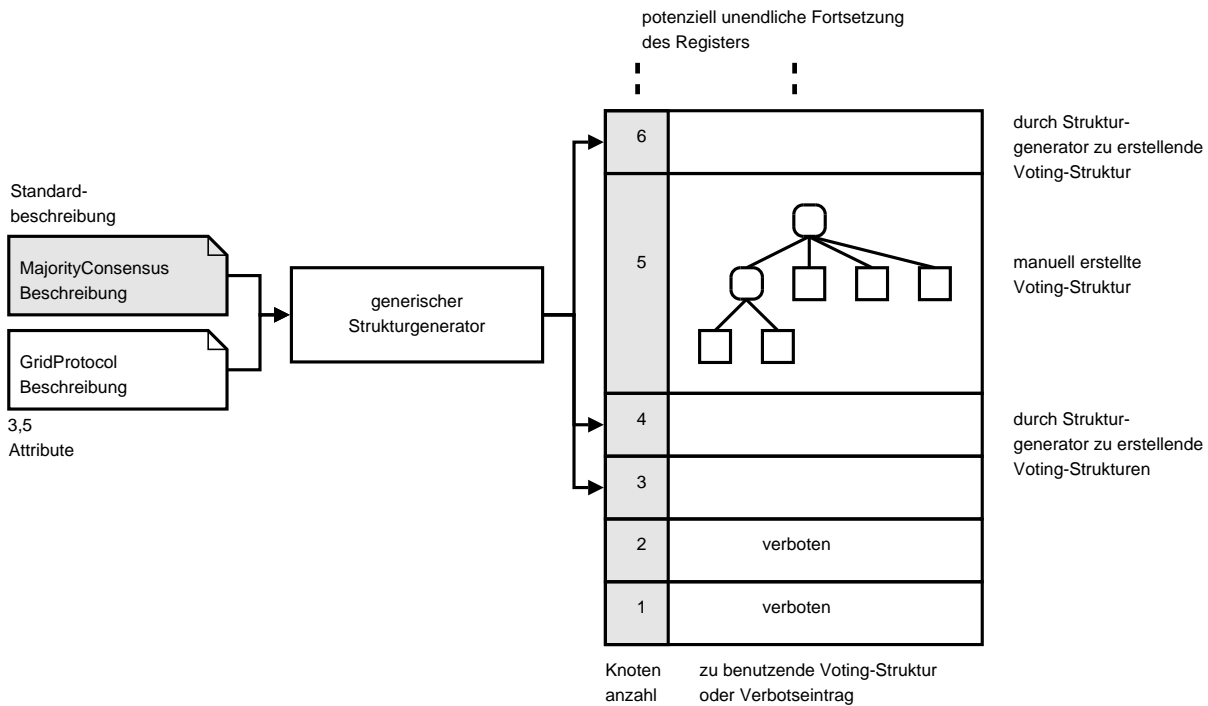 potenziell unendliche Fortsetzung
des Registers
6
durch Struktur-
generator zu erstellende
Voting-Struktur
Standard-
beschreibung
MajorityConsensus
Beschreibung
generischer
Strukturgenerator
5
manuell erstellte
Voting-Struktur
GridProtocol
Beschreibung
3,5
Attribute
4
durch Struktur-
generator zu erstellende
Voting-Strukturen
3
2
verboten
1
verboten
Knoten
anzahl
zu benutzende Voting-Struktur
oder Verbotseintrag